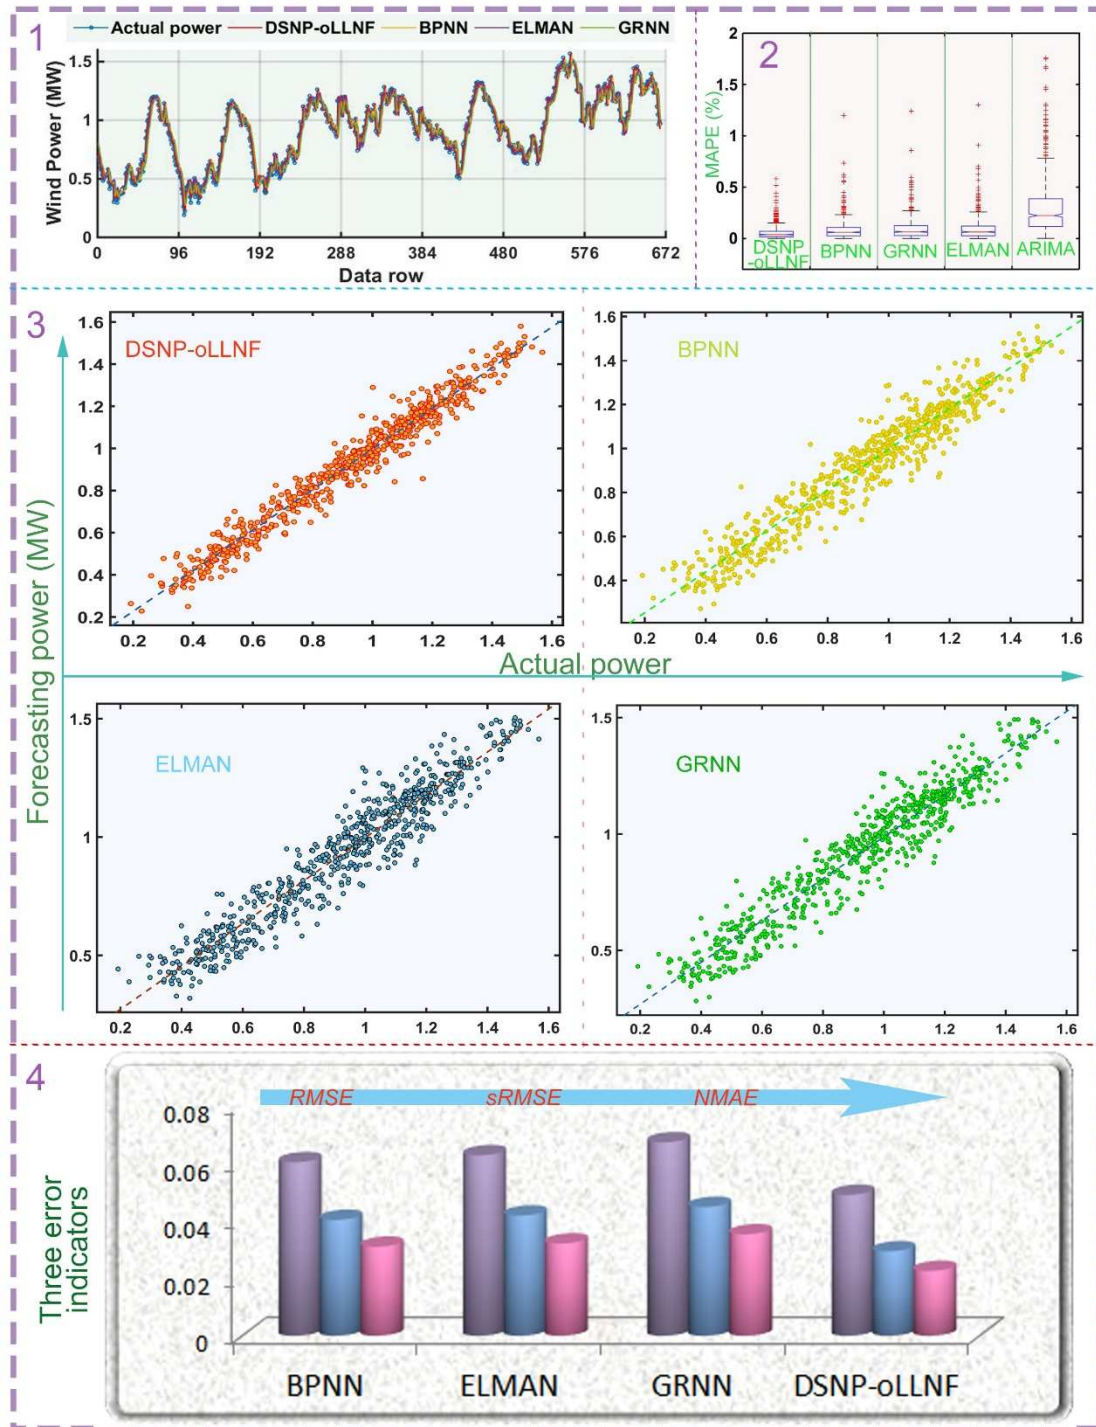 1
Actual power DSNP-oLLNF BPNN ELMAN GRNN
Wind Power (MW)
1.5
1
0.5
0
0 96 192 288 384 480 576 672
Data row
2
MAPE (%)
2
1.5
1
0.5
0
DSNP
-oLLNF
BPNN
GRNN
ELMAN
ARIMA
3
Forecasting power (MW)
Actual power
DSNP-oLLNF
1.6
1.4
1.2
1
0.8
0.6
0.4
0.2
0.2 0.4 0.6 0.8 1 1.2 1.4 1.6
BPNN
1.6
1.4
1.2
1
0.8
0.6
0.4
0.2 0.4 0.6 0.8 1 1.2 1.4 1.6
ELMAN
1.5
1
0.5
0.2 0.4 0.6 0.8 1 1.2 1.4 1.6
GRNN
1.5
1
0.5
0.2 0.4 0.6 0.8 1 1.2 1.4 1.6
4
Three error
indicators
RMSE sRMSE NMAE
0.08
0.06
0.04
0.02
0
BPNN ELMAN GRNN DSNP-oLLNF